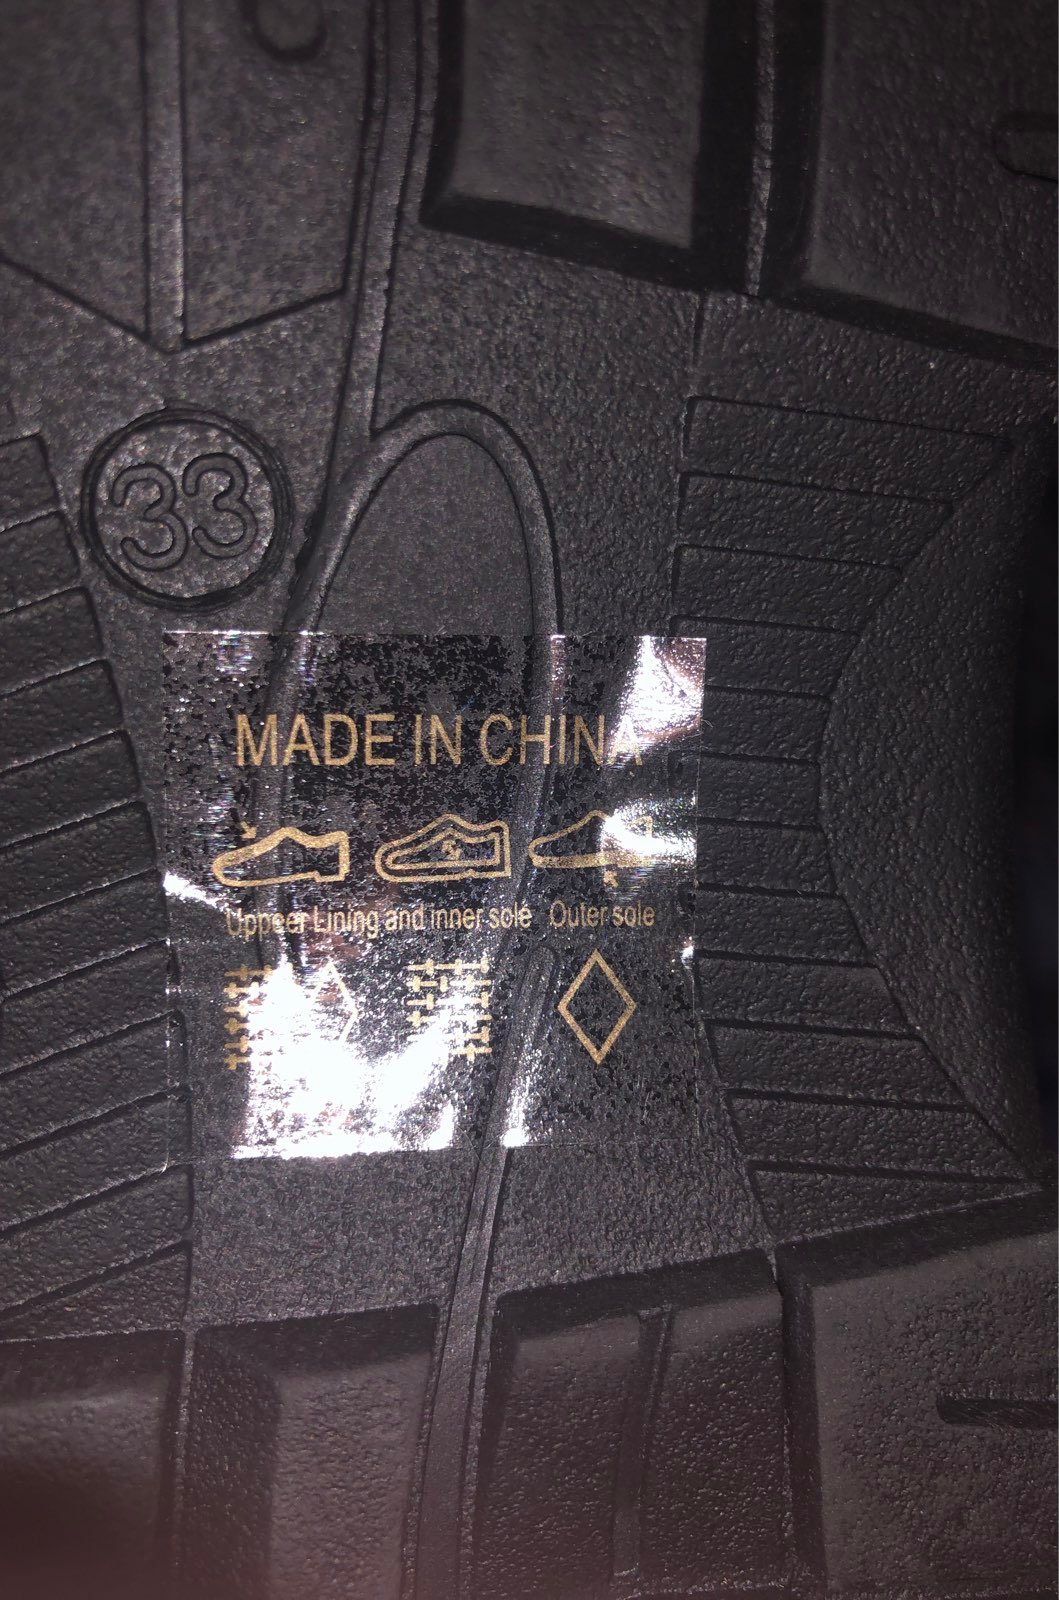 33
MADE IN CHINA
Uppeer Lining and inner sole Outer sole